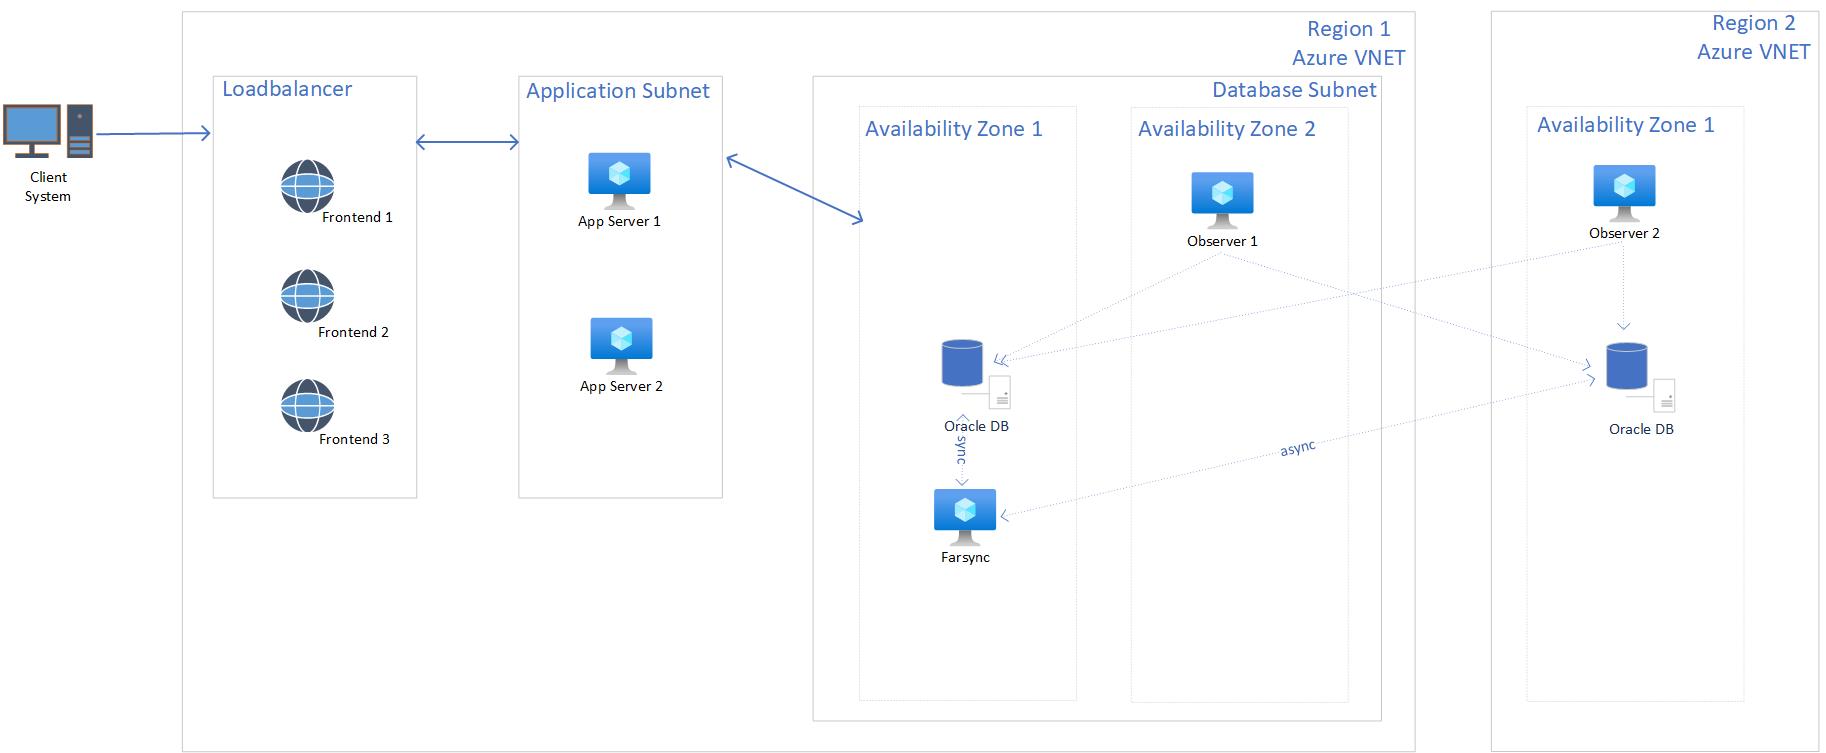 Client
System
Region 1
Azure VNET
Loadbalancer
Frontend 1
Frontend 2
Frontend 3
Application Subnet
App Server 1
App Server 2
Database Subnet
Availability Zone 1
Oracle DB
sync
Farsync
Availability Zone 2
Observer 1
async
Region 2
Azure VNET
Availability Zone 1
Observer 2
Oracle DB